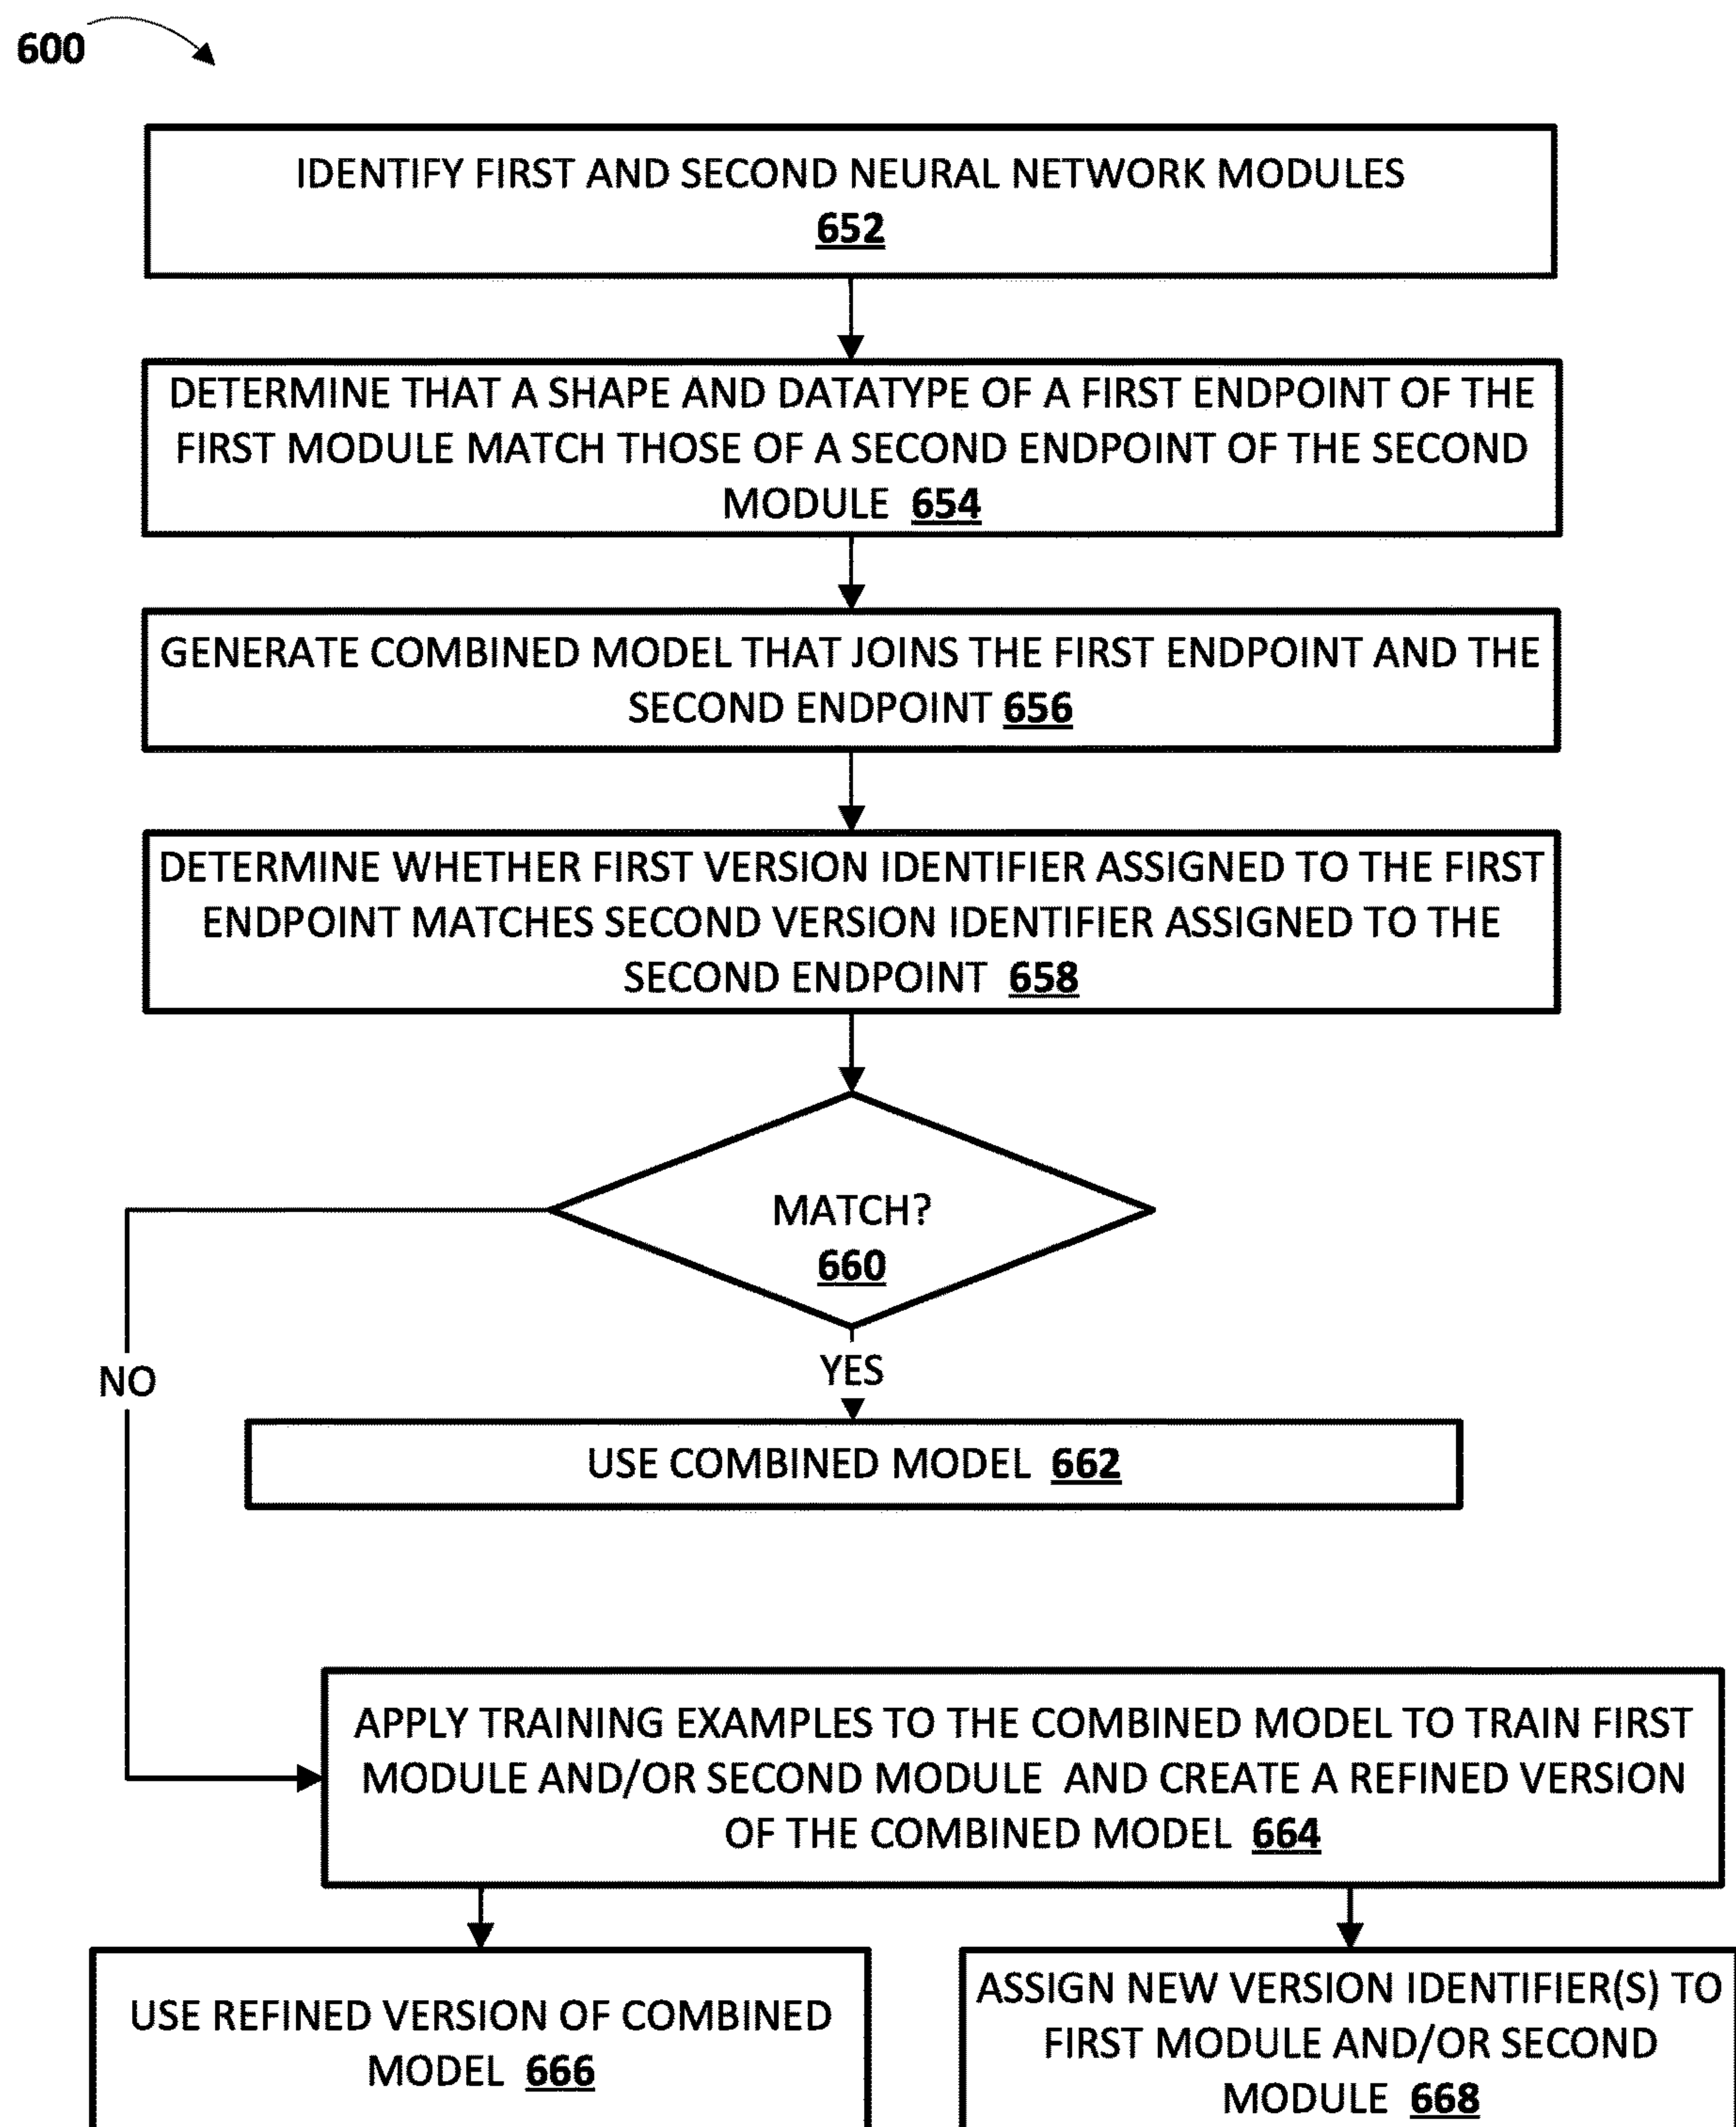 600
IDENTIFY FIRST AND SECOND NEURAL NETWORK MODULES
652
DETERMINE THAT A SHAPE AND DATATYPE OF A FIRST ENDPOINT OF THE
FIRST MODULE MATCH THOSE OF A SECOND ENDPOINT OF THE SECOND
MODULE 654
GENERATE COMBINED MODEL THAT JOINS THE FIRST ENDPOINT AND THE
SECOND ENDPOINT 656
DETERMINE WHETHER FIRST VERSION IDENTIFIER ASSIGNED TO THE FIRST
ENDPOINT MATCHES SECOND VERSION IDENTIFIER ASSIGNED TO THE
SECOND ENDPOINT 658
MATCH?
660
YES
NO
USE COMBINED MODEL 662
APPLY TRAINING EXAMPLES TO THE COMBINED MODEL TO TRAIN FIRST
MODULE AND/OR SECOND MODULE AND CREATE A REFINED VERSION
OF THE COMBINED MODEL 664
USE REFINED VERSION OF COMBINED
MODEL 666
ASSIGN NEW VERSION IDENTIFIER(S) TO
FIRST MODULE AND/OR SECOND
MODULE 668